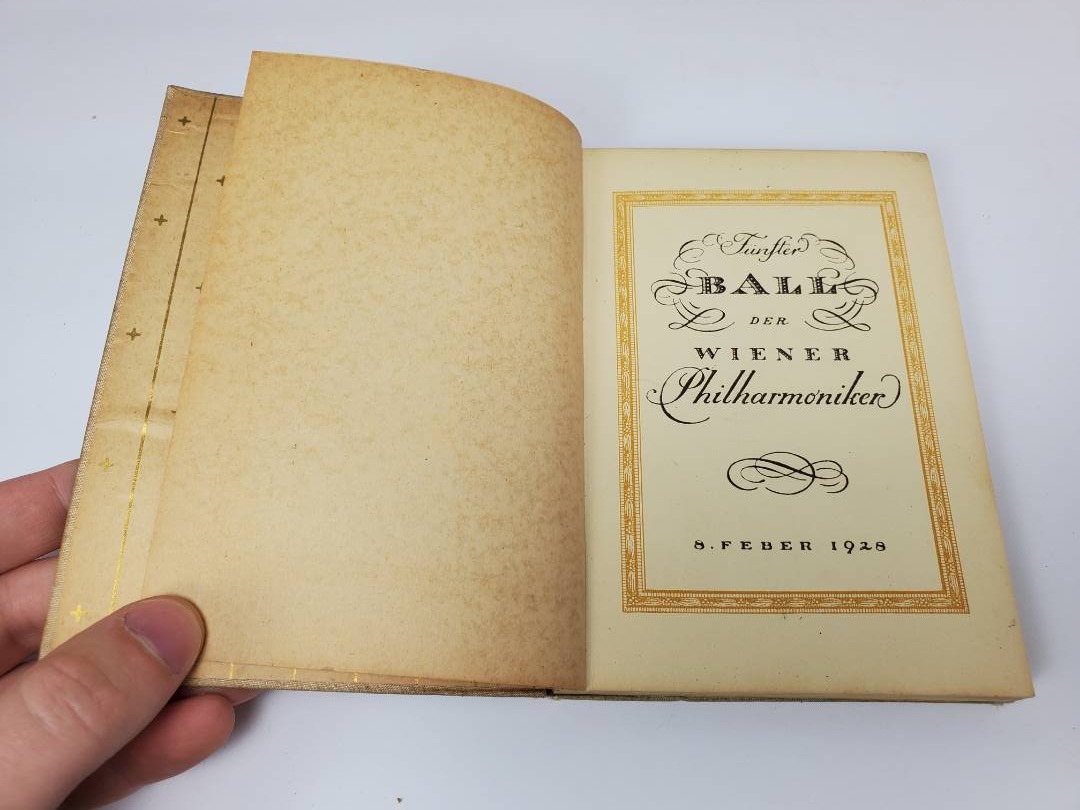 Fünfter
BALL
DER
WIENER
Philharmoniker
8. FEBER 1928